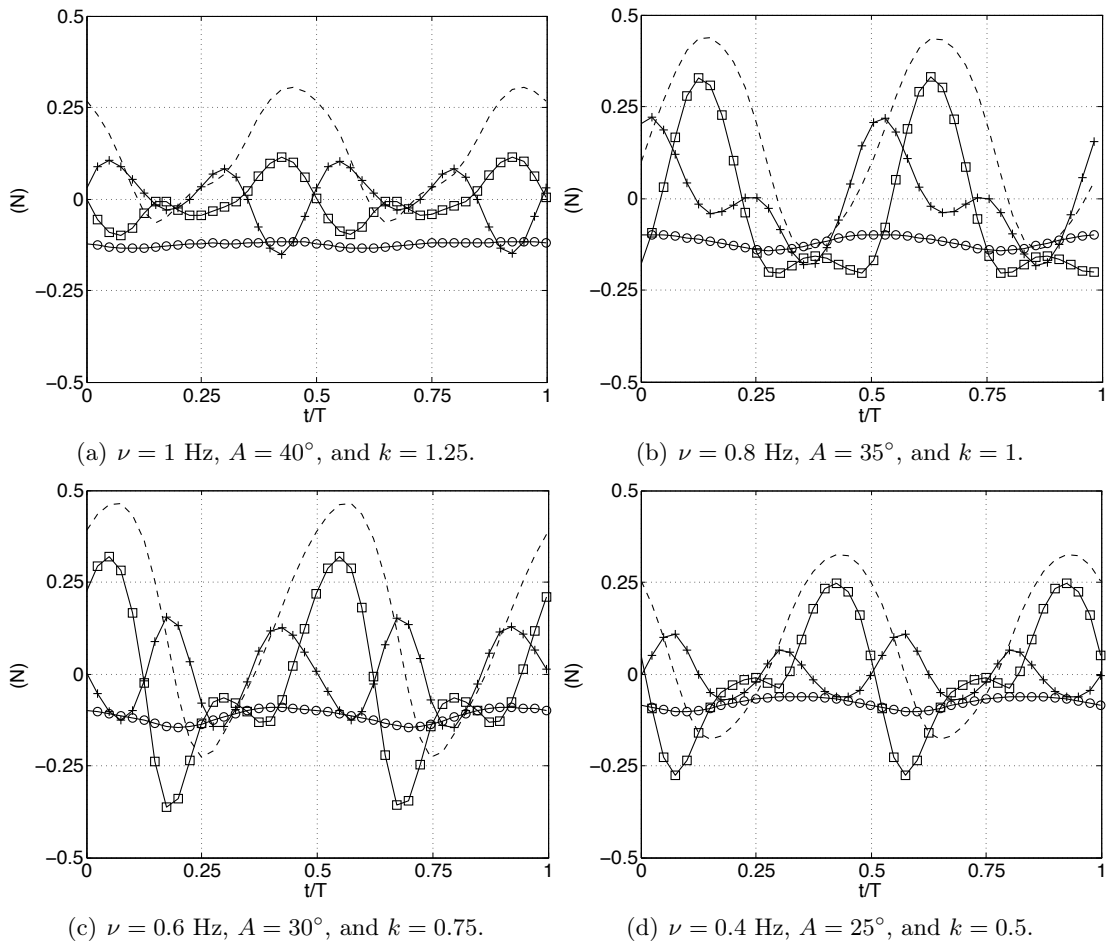 0.5
0.25
0
−0.25
−0.5
(N)
0 0.25 0.5 0.75 1
t/T
(a) ν = 1 Hz, A = 40°, and k = 1.25.
0.5
0.25
0
−0.25
−0.5
(N)
0 0.25 0.5 0.75 1
t/T
(b) ν = 0.8 Hz, A = 35°, and k = 1.
0.5
0.25
0
−0.25
−0.5
(N)
0 0.25 0.5 0.75 1
t/T
(c) ν = 0.6 Hz, A = 30°, and k = 0.75.
0.5
0.25
0
−0.25
−0.5
(N)
0 0.25 0.5 0.75 1
t/T
(d) ν = 0.4 Hz, A = 25°, and k = 0.5.